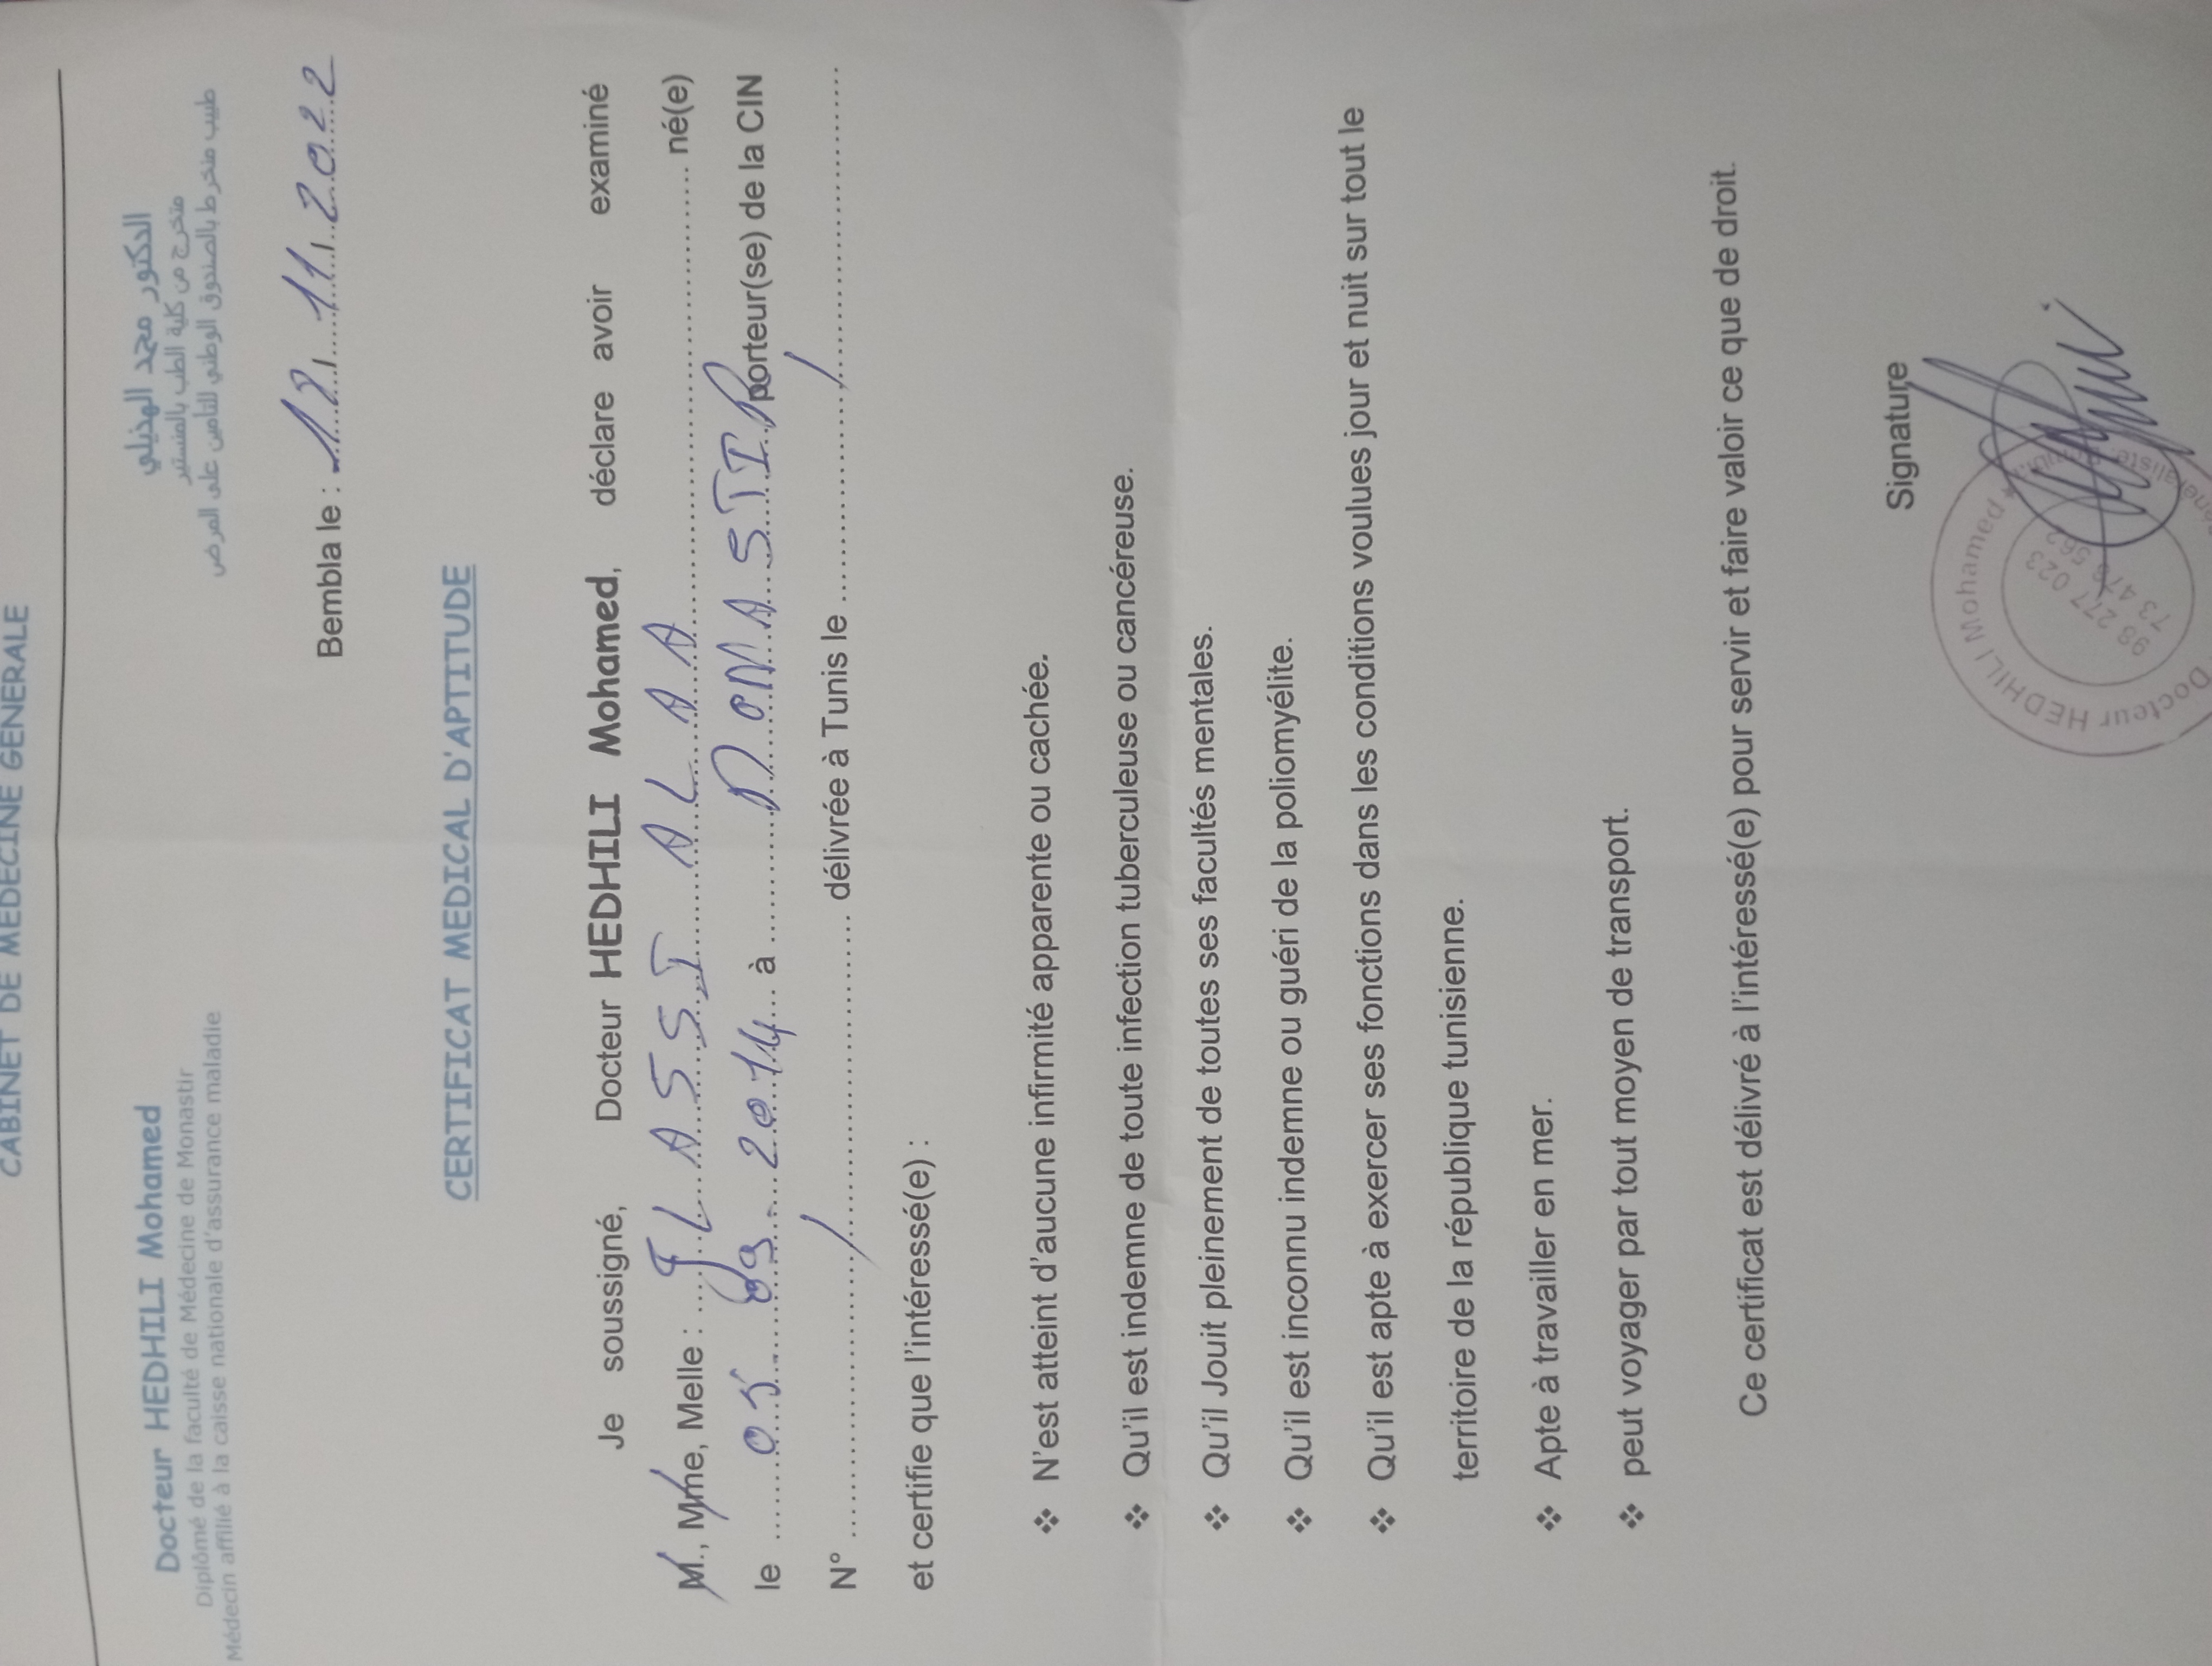 CABINET DE MEDECINE GENERALE
Docteur HEDHILI Mohamed
Diplômé de la faculté de Médecine de Monastir
Médecin affilié à la caisse nationale d'assurance maladie
الدكتور محمد الهذيلي
متخرج من كلية الطب بالمنستير
طبيب منخرط بالصندوق الوطني للتأمين على المرض
Bembla le : 12, 11, 2022
CERTIFICAT MEDICAL D'APTITUDE
Je soussigné, Docteur HEDHILI Mohamed, déclare avoir examiné
M., Mme, Melle : JLASSI ALAA né(e)
le 05 09 2014 à MONASTIR porteur(se) de la CIN
N° / délivrée à Tunis le /
et certifie que l'intéressé(e) :
❖ N'est atteint d'aucune infirmité apparente ou cachée.
❖ Qu'il est indemne de toute infection tuberculeuse ou cancéreuse.
❖ Qu'il Jouit pleinement de toutes ses facultés mentales.
❖ Qu'il est inconnu indemne ou guéri de la poliomyélite.
❖ Qu'il est apte à exercer ses fonctions dans les conditions voulues jour et nuit sur tout le
territoire de la république tunisienne.
❖ Apte à travailler en mer.
❖ peut voyager par tout moyen de transport.
Ce certificat est délivré à l'intéressé(e) pour servir et faire valoir ce que de droit.
Signature
Docteur HEDHILI Mohamed *
98 277 023
73 476 562